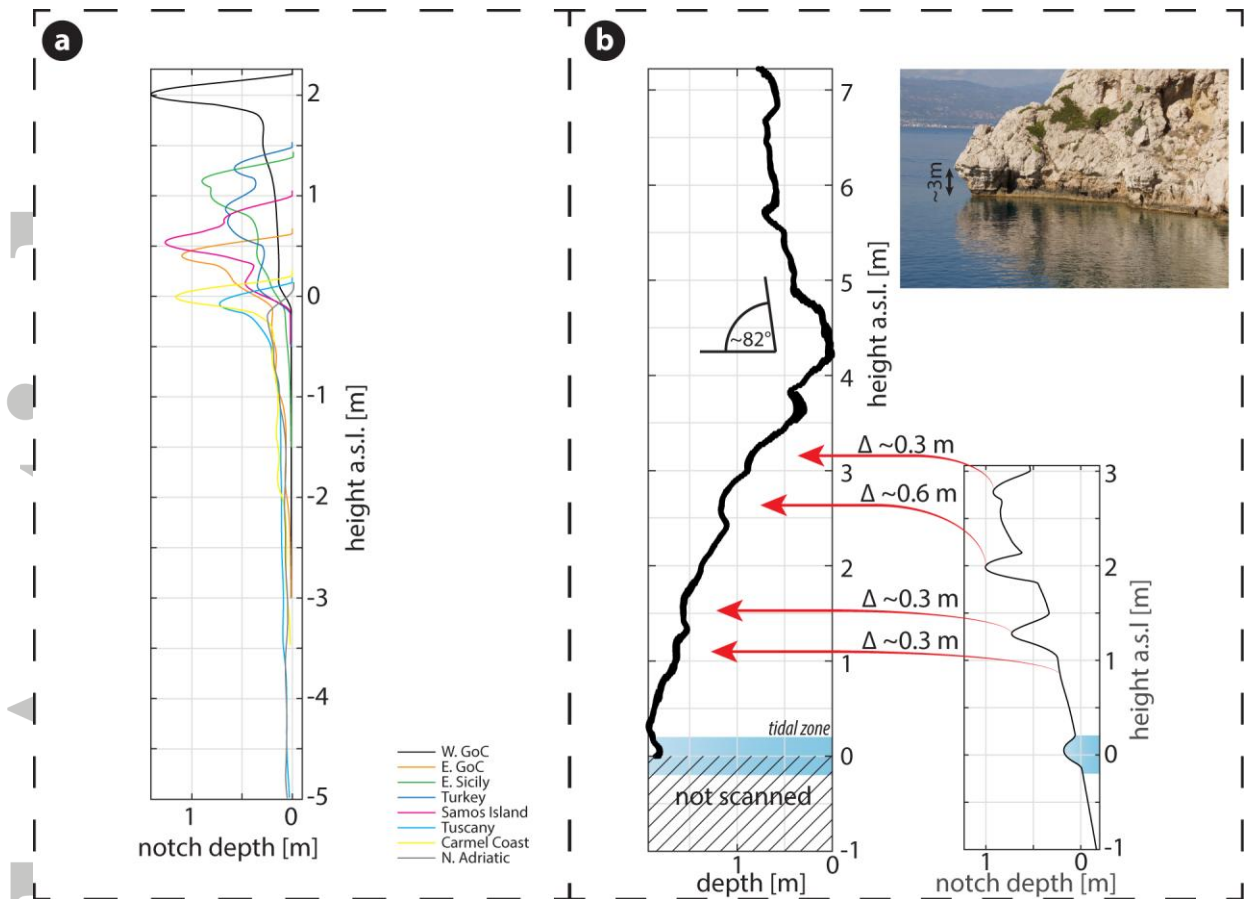 a
2
1
0
-1
-2
-3
-4
-5
height a.s.l. [m]
1
0
notch depth [m]
W. GoC
E. GoC
E. Sicily
Turkey
Samos Island
Tuscany
Carmel Coast
N. Adriatic
b
7
6
5
4
3
2
1
0
-1
height a.s.l. [m]
~82°
tidal zone
not scanned
1
0
depth [m]
~3m
Δ ~0.3 m
Δ ~0.6 m
Δ ~0.3 m
Δ ~0.3 m
3
2
1
0
-1
height a.s.l [m]
1
0
notch depth [m]